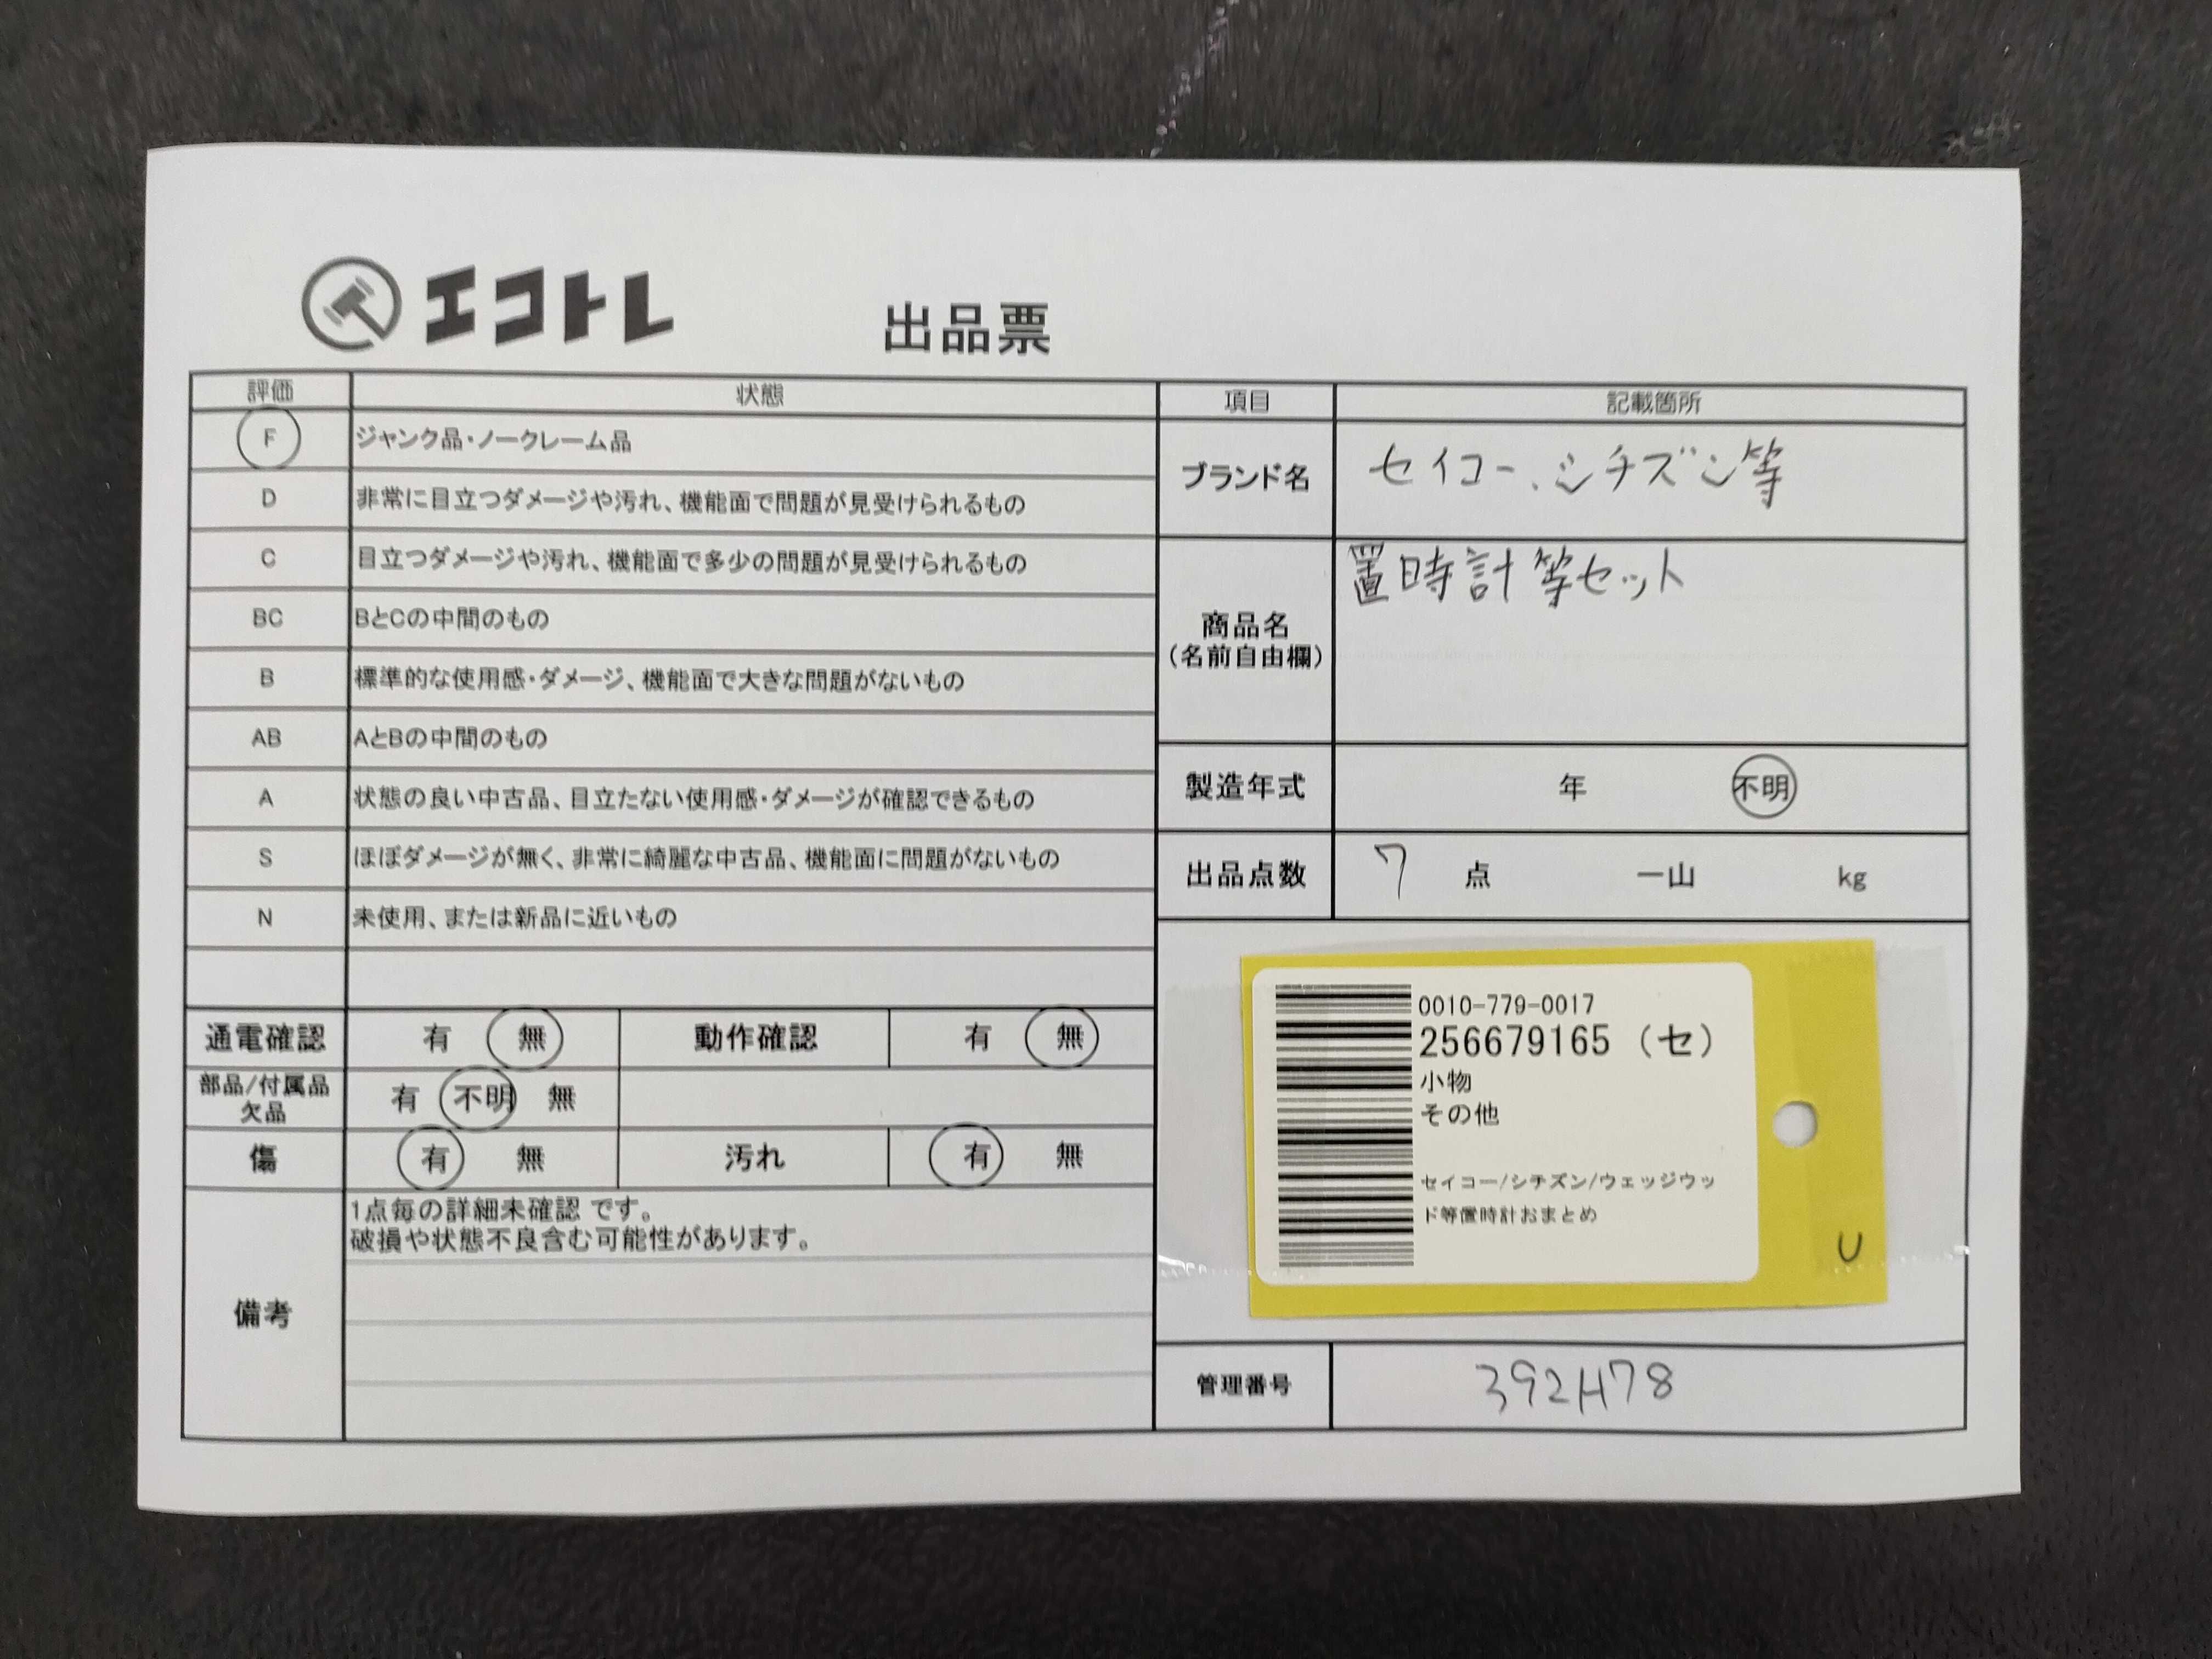 エコトレ
出品票
評価 状態
F ジャンク品・ノークレーム品
D 非常に目立つダメージや汚れ、機能面で問題が見受けられるもの
C 目立つダメージや汚れ、機能面で多少の問題が見受けられるもの
BC BとCの中間のもの
B 標準的な使用感・ダメージ、機能面で大きな問題がないもの
AB AとBの中間のもの
A 状態の良い中古品、目立たない使用感・ダメージが確認できるもの
S ほぼダメージが無く、非常に綺麗な中古品、機能面に問題がないもの
N 未使用、または新品に近いもの
通電確認 有 無 動作確認 有 無
部品/付属品
欠品
有 不明 無
傷 有 無 汚れ 有 無
備考
1点毎の詳細未確認 です。
破損や状態不良含む可能性があります。
項目 記載箇所
ブランド名 セイコー、シチズン等
商品名
(名前自由欄)
置時計等セット
製造年式 年 不明
出品点数 7 点 一山 kg
0010-779-0017
256679165 (セ)
小物
その他
セイコー/シチズン/ウェッジウッ
ド等置時計おまとめ
U
管理番号 392H78